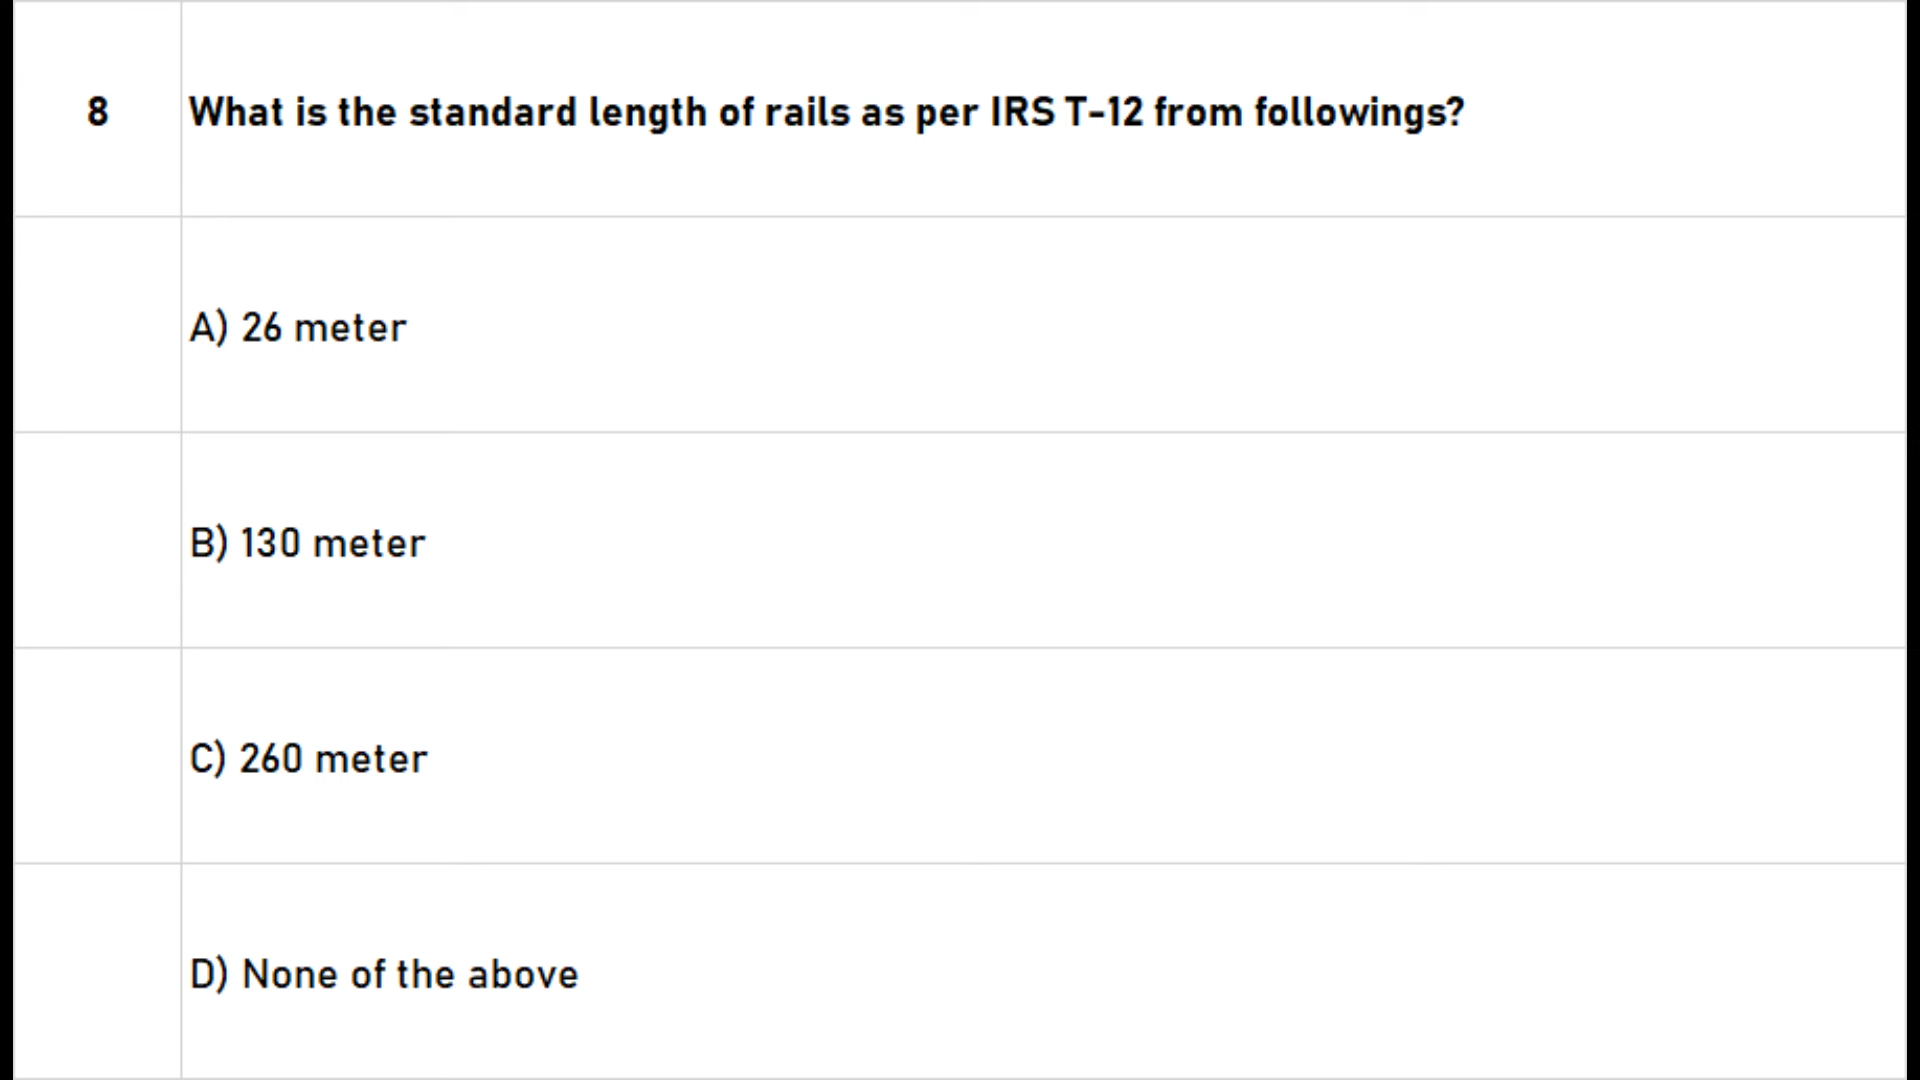 8 What is the standard length of rails as per IRS T-12 from followings?
A) 26 meter
B) 130 meter
C) 260 meter
D) None of the above